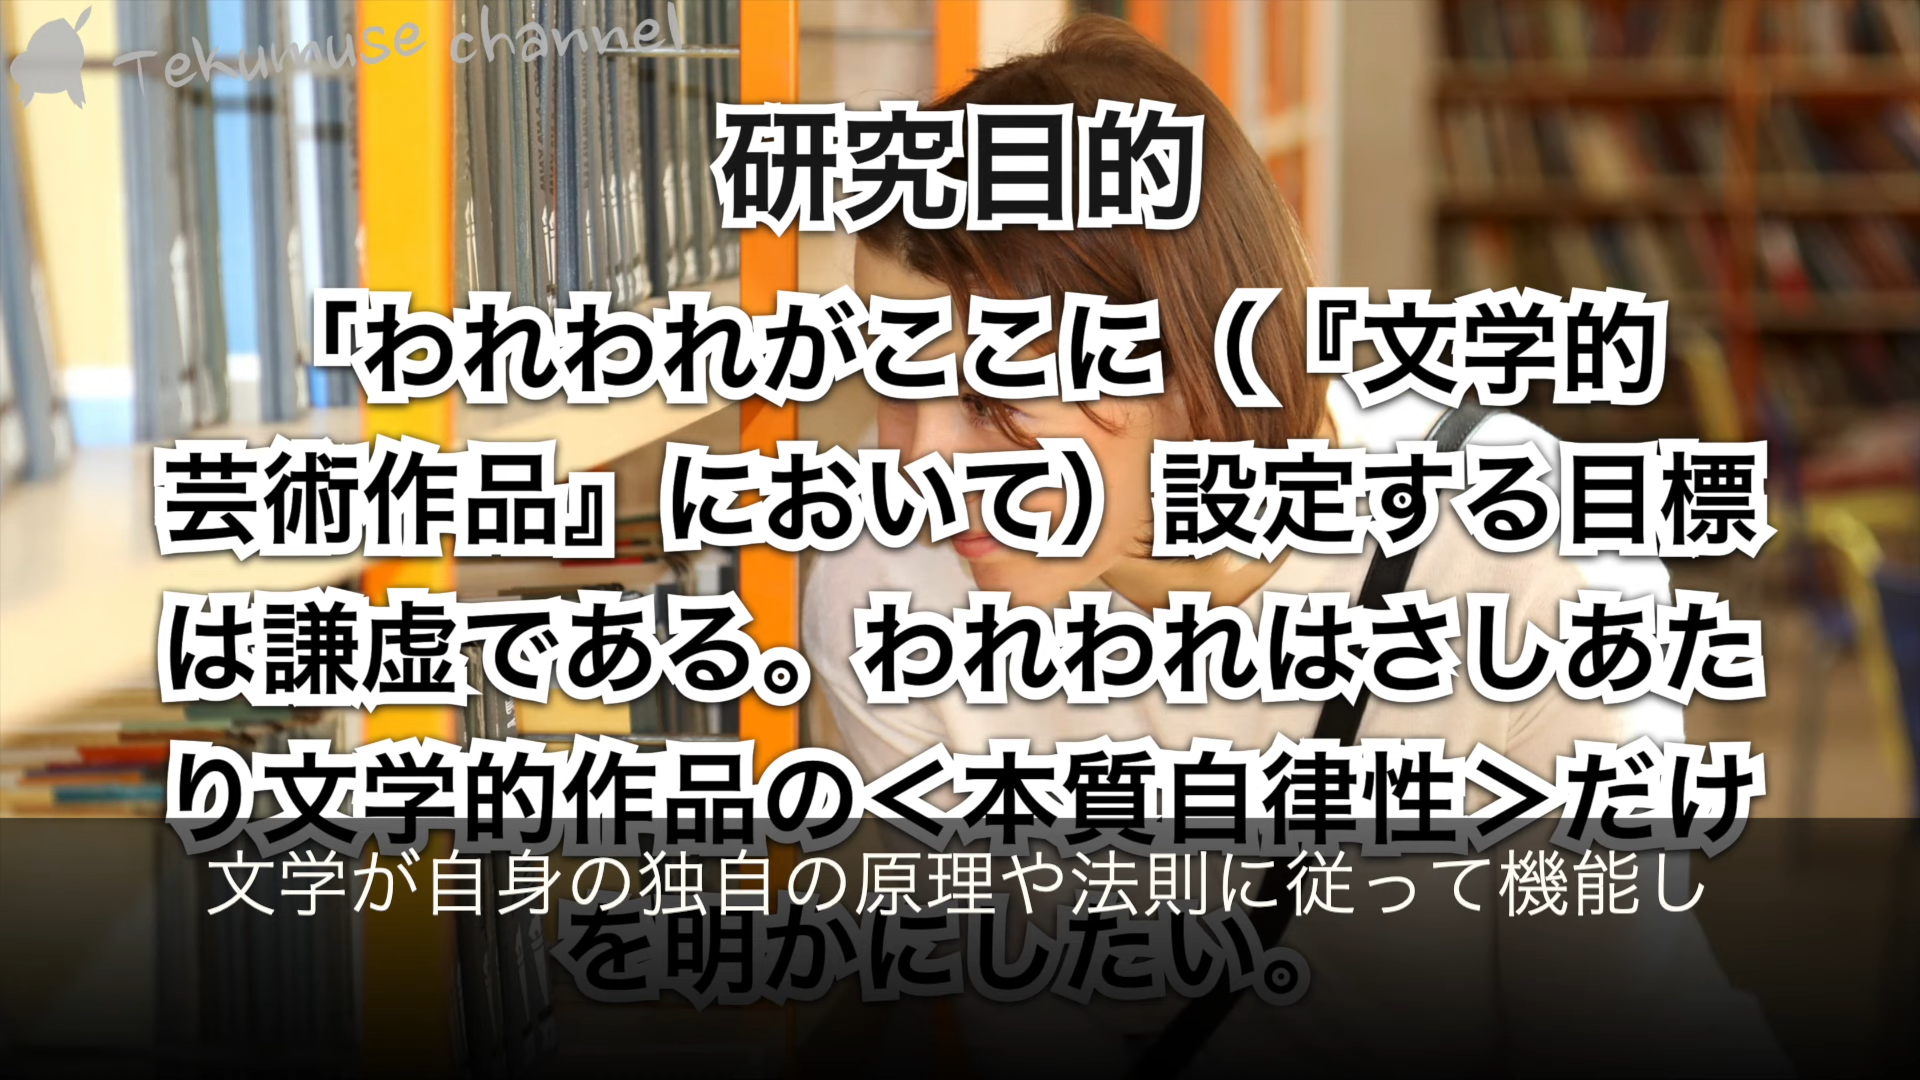 Tekumuse channel
研究目的
「われわれがここに（『文学的
芸術作品』において）設定する目標
は謙虚である。われわれはさしあた
り文学的作品の＜本質自律性＞だけ
を明かにしたい。
文学が自身の独自の原理や法則に従って機能し